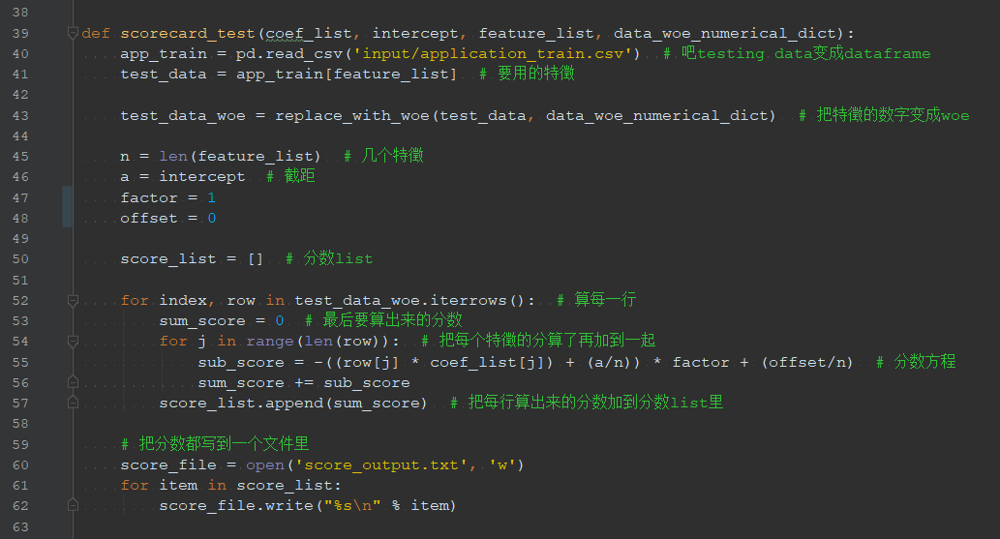 38
39 def scorecard_test(coef_list, intercept, feature_list, data_woe_numerical_dict):
40     app_train = pd.read_csv('input/application_train.csv')  # 吧testing data变成dataframe
41     test_data = app_train[feature_list]  # 要用的特徵
42
43     test_data_woe = replace_with_woe(test_data, data_woe_numerical_dict)  # 把特徵的数字变成woe
44
45     n = len(feature_list)  # 几个特徵
46     a = intercept  # 截距
47     factor = 1
48     offset = 0
49
50     score_list = []  # 分数list
51
52     for index, row in test_data_woe.iterrows():  # 算每一行
53         sum_score = 0  # 最后要算出来的分数
54         for j in range(len(row)):  # 把每个特徵的分算了再加到一起
55             sub_score = -((row[j] * coef_list[j]) + (a/n)) * factor + (offset/n)  # 分数方程
56             sum_score += sub_score
57         score_list.append(sum_score)  # 把每行算出来的分数加到分数list里
58
59     # 把分数都写到一个文件里
60     score_file = open('score_output.txt', 'w')
61     for item in score_list:
62         score_file.write("%s\n" % item)
63